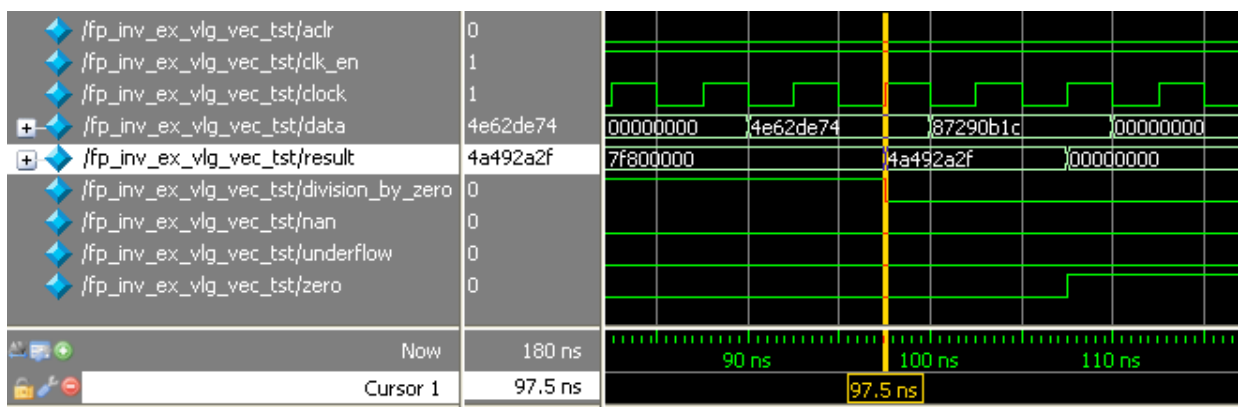 /fp_inv_ex_vlg_vec_tst/aclr 0
/fp_inv_ex_vlg_vec_tst/clk_en 1
/fp_inv_ex_vlg_vec_tst/clock 1
/fp_inv_ex_vlg_vec_tst/data 4e62de74 00000000 4e62de74 87290b1c 00000000
/fp_inv_ex_vlg_vec_tst/result 4a492a2f 7f800000 4a492a2f 00000000
/fp_inv_ex_vlg_vec_tst/division_by_zero 0
/fp_inv_ex_vlg_vec_tst/nan 0
/fp_inv_ex_vlg_vec_tst/underflow 0
/fp_inv_ex_vlg_vec_tst/zero 0
Now 180 ns 90 ns 100 ns 110 ns
Cursor 1 97.5 ns 97.5 ns